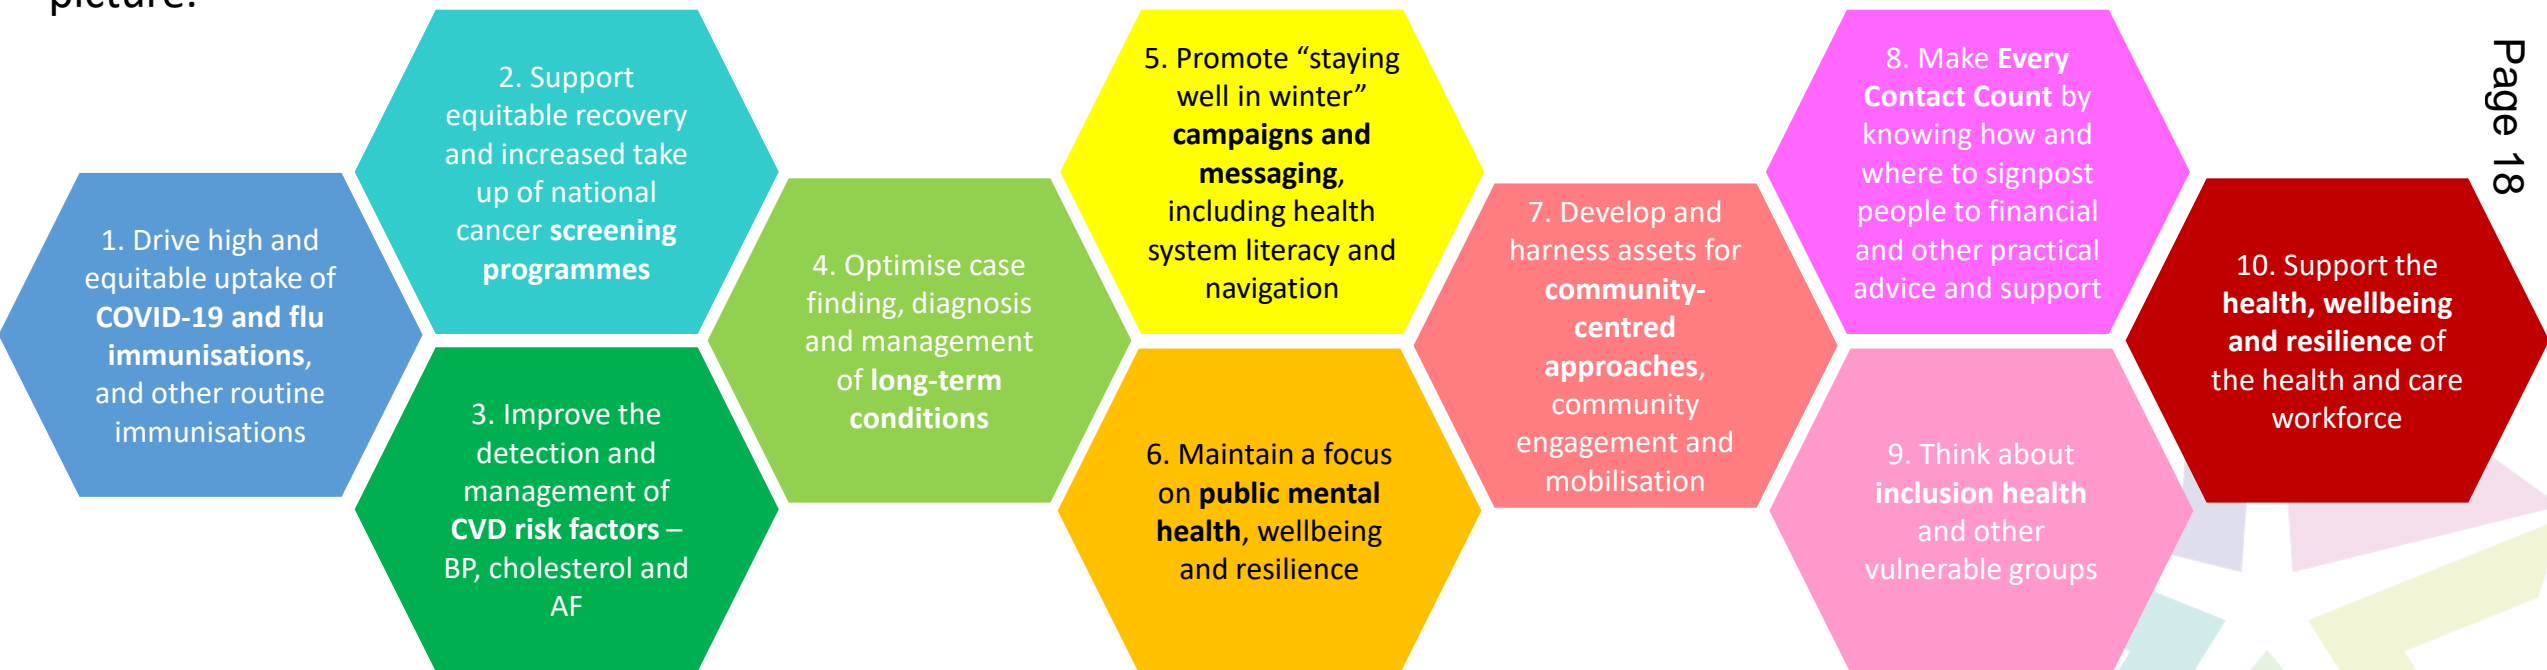 picture:
1. Drive high and
equitable uptake of
COVID-19 and flu
immunisations,
and other routine
immunisations
2. Support
equitable recovery
and increased take
up of national
cancer screening
programmes
3. Improve the
detection and
management of
CVD risk factors –
BP, cholesterol and
AF
4. Optimise case
finding, diagnosis
and management
of long-term
conditions
5. Promote “staying
well in winter”
campaigns and
messaging,
including health
system literacy and
navigation
6. Maintain a focus
on public mental
health, wellbeing
and resilience
7. Develop and
harness assets for
community-
centred
approaches,
community
engagement and
mobilisation
8. Make Every
Contact Count by
knowing how and
where to signpost
people to financial
and other practical
advice and support
9. Think about
inclusion health
and other
vulnerable groups
10. Support the
health, wellbeing
and resilience of
the health and care
workforce
Page 18